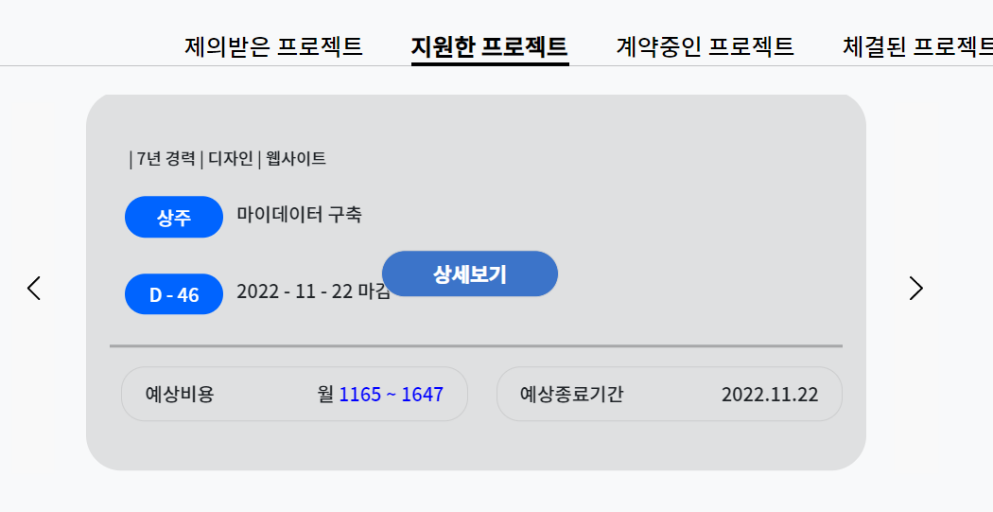 제의받은 프로젝트 지원한 프로젝트 계약중인 프로젝트 체결된 프로젝트
| 7년 경력 | 디자인 | 웹사이트
상주 마이데이터 구축
상세보기
D - 46 2022 - 11 - 22 마감
예상비용 월 1165 ~ 1647 예상종료기간 2022.11.22